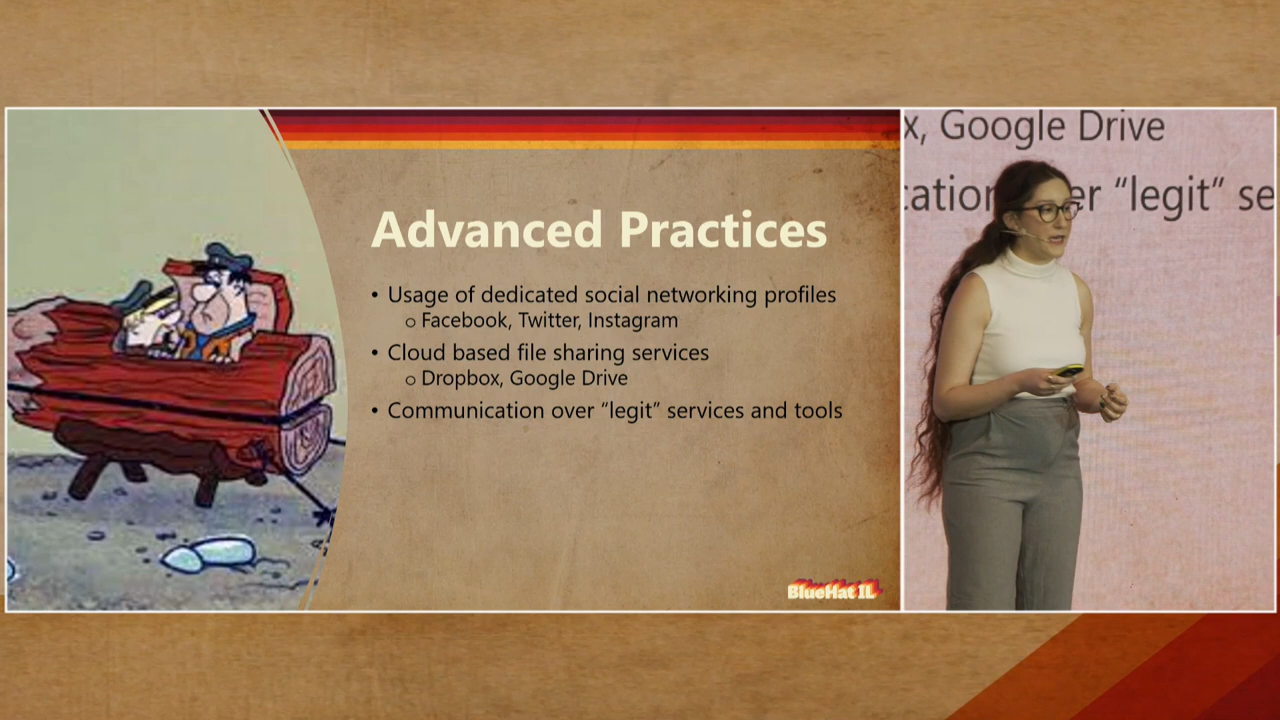 Advanced Practices
• Usage of dedicated social networking profiles
o Facebook, Twitter, Instagram
• Cloud based file sharing services
o Dropbox, Google Drive
• Communication over “legit” services and tools
BlueHat IL
x, Google Drive
cation er “legit” se